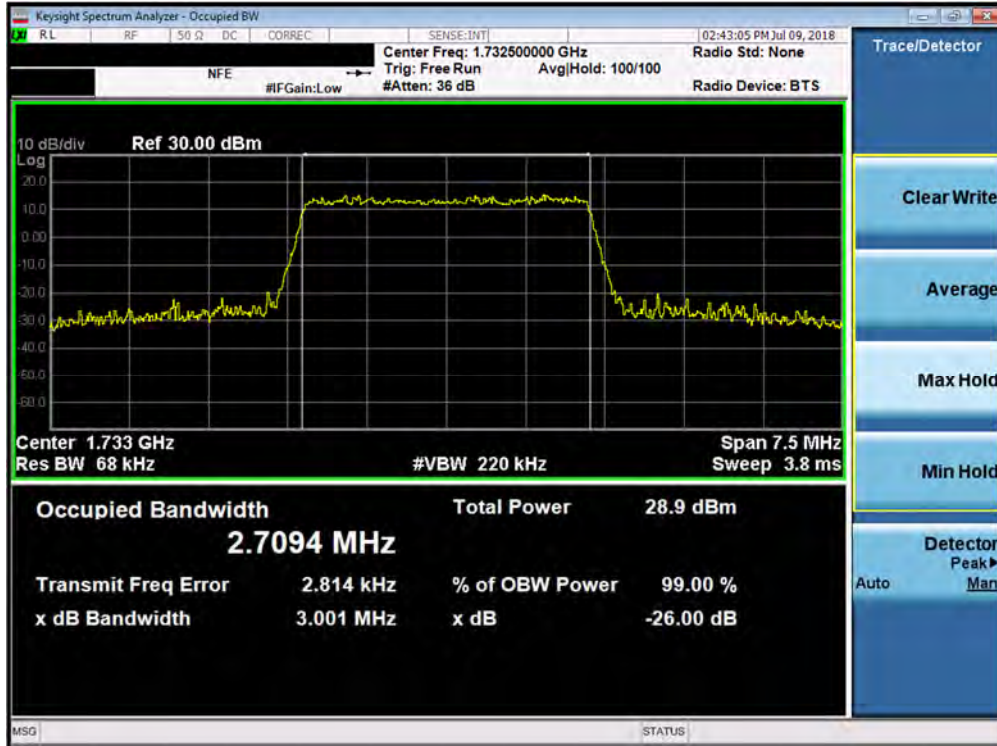 Keysight Spectrum Analyzer - Occupied BW
LXI RL RF 50 Ω DC CORREC SENSE:INT 02:43:05 PM Jul 09, 2018
Center Freq: 1.732500000 GHz Radio Std: None
NFE Trig: Free Run Avg|Hold: 100/100
#IFGain:Low #Atten: 36 dB Radio Device: BTS
Trace/Detector
10 dB/div Ref 30.00 dBm
Log
20.0
10.0
0.00
-10.0
-20.0
-30.0
-40.0
-50.0
-60.0
Center 1.733 GHz Span 7.5 MHz
Res BW 68 kHz #VBW 220 kHz Sweep 3.8 ms
Occupied Bandwidth Total Power 28.9 dBm
2.7094 MHz
Transmit Freq Error 2.814 kHz % of OBW Power 99.00 %
x dB Bandwidth 3.001 MHz x dB -26.00 dB
Clear Write
Average
Max Hold
Min Hold
Detector
Peak▶
Auto Man
MSG STATUS